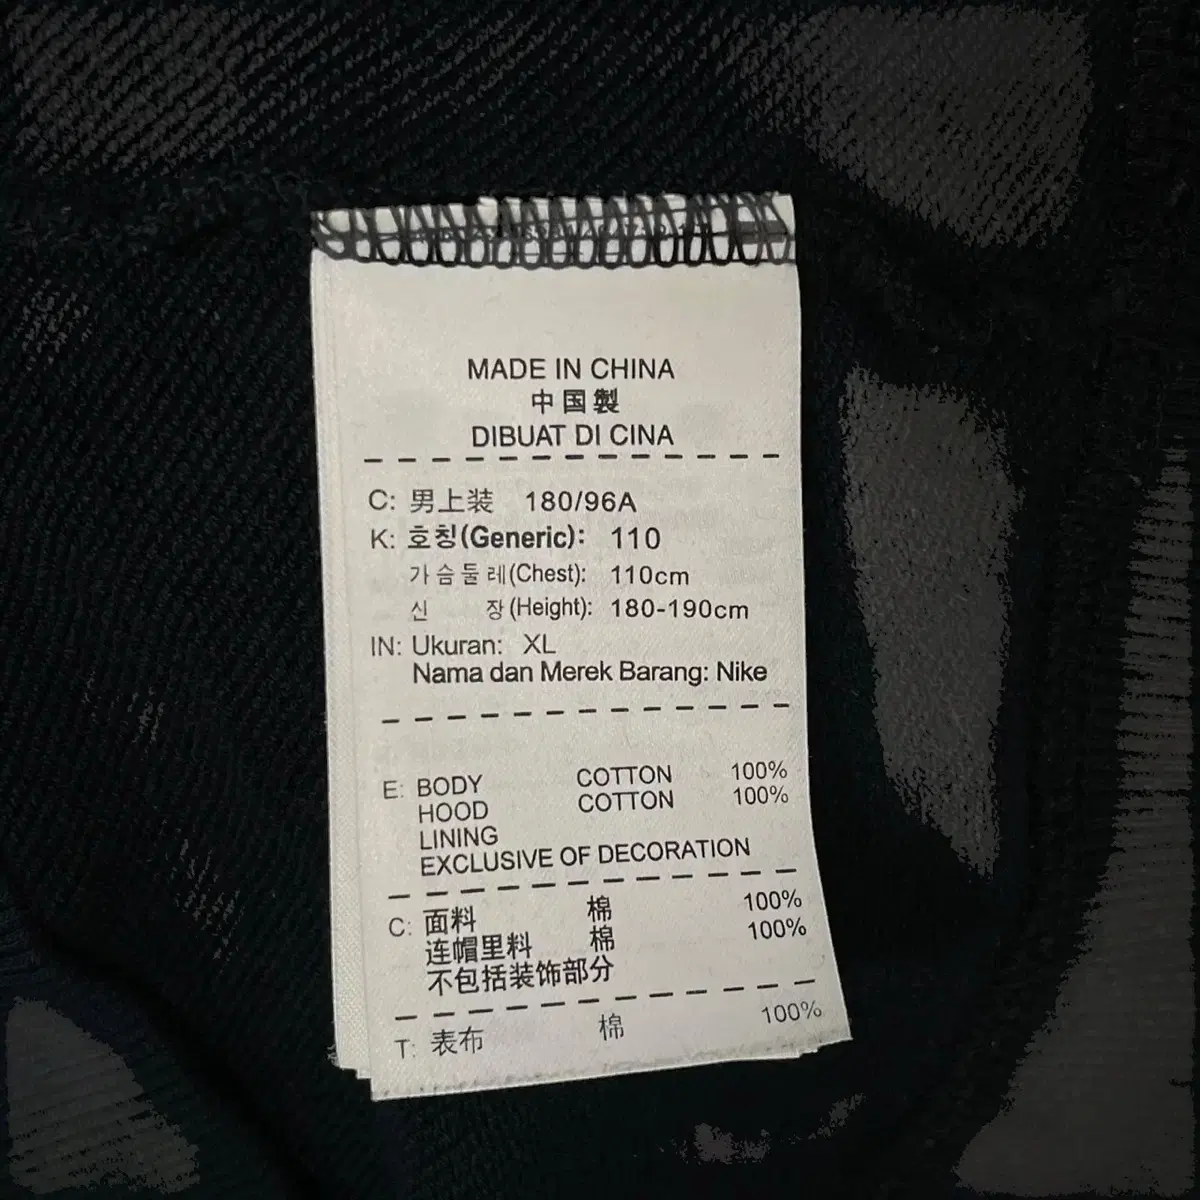 MADE IN CHINA
中国製
DIBUAT DI CINA
C: 男上装 180/96A
K: 호칭(Generic): 110
가슴둘레(Chest): 110cm
신 장(Height): 180-190cm
IN: Ukuran: XL
Nama dan Merek Barang: Nike
E: BODY COTTON 100%
HOOD COTTON 100%
LINING
EXCLUSIVE OF DECORATION
C: 面料 棉 100%
连帽里料 棉 100%
不包括装饰部分
T: 表布 棉 100%